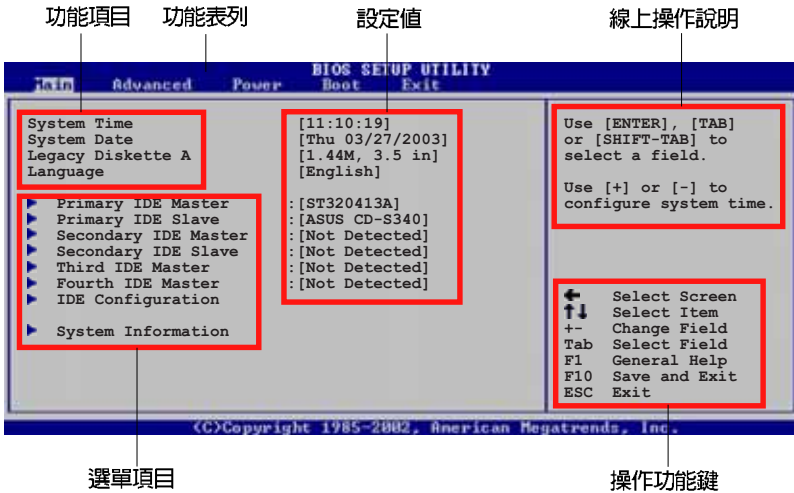 功能項目 功能表列 設定值 線上操作說明
BIOS SETUP UTILITY
Main Advanced Power Boot Exit
System Time [11:10:19]
System Date [Thu 03/27/2003]
Legacy Diskette A [1.44M, 3.5 in]
Language [English]
Primary IDE Master :[ST320413A]
Primary IDE Slave :[ASUS CD-S340]
Secondary IDE Master :[Not Detected]
Secondary IDE Slave :[Not Detected]
Third IDE Master :[Not Detected]
Fourth IDE Master :[Not Detected]
IDE Configuration
System Information
Use [ENTER], [TAB]
or [SHIFT-TAB] to
select a field.
Use [+] or [-] to
configure system time.
← Select Screen
↑↓ Select Item
+- Change Field
Tab Select Field
F1 General Help
F10 Save and Exit
ESC Exit
(C)Copyright 1985-2002, American Megatrends, Inc.
選單項目 操作功能鍵